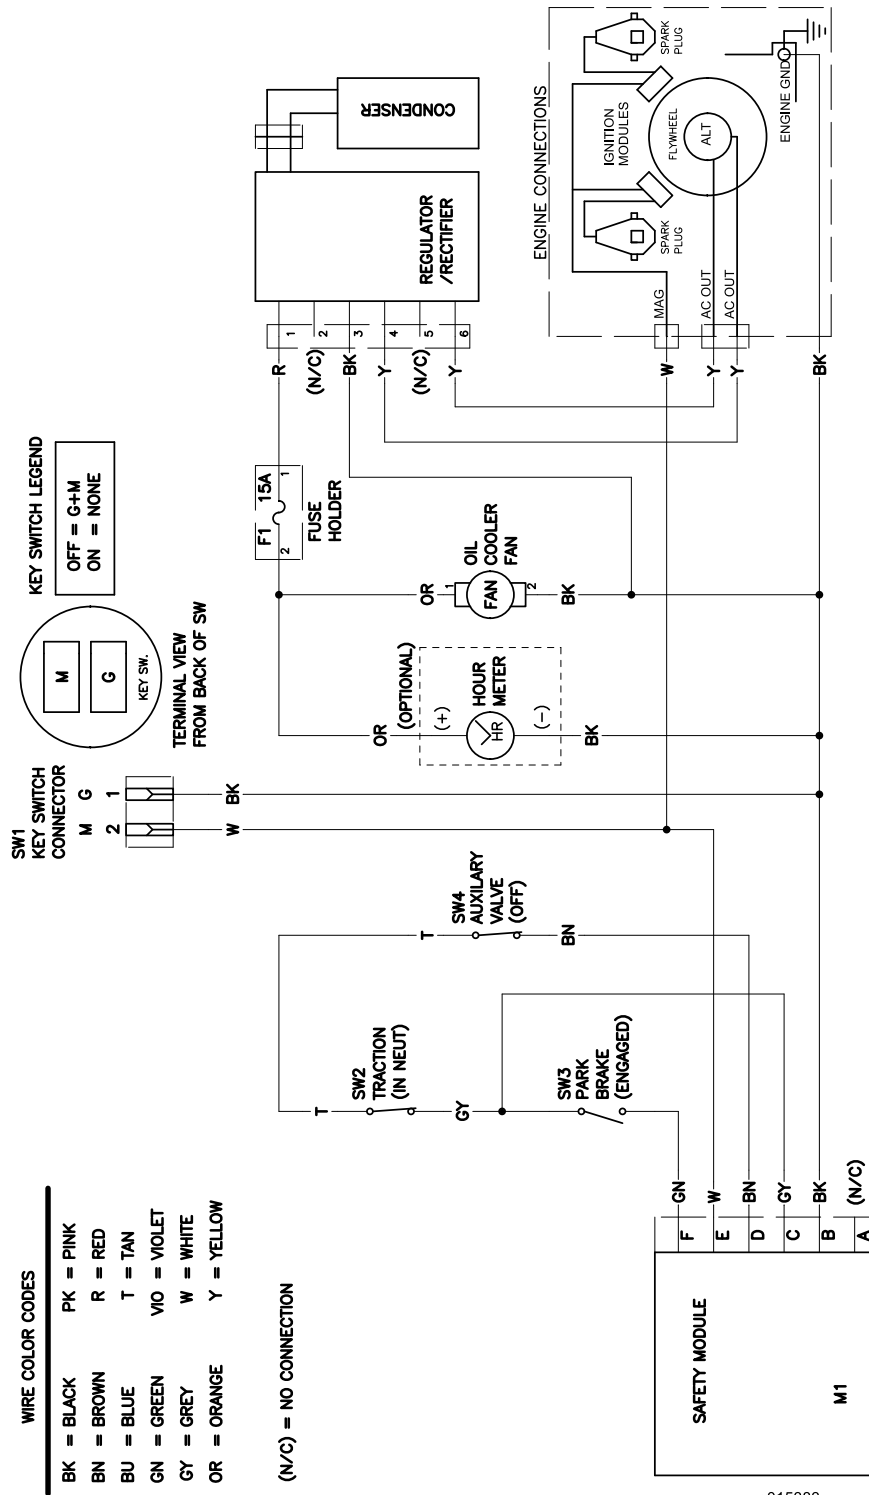 WIRE COLOR CODES
BK = BLACK PK = PINK
BN = BROWN R = RED
BU = BLUE T = TAN
GN = GREEN VIO = VIOLET
GY = GREY W = WHITE
OR = ORANGE Y = YELLOW
(N/C) = NO CONNECTION
SW1
KEY SWITCH
CONNECTOR
M G
2 1
W
BK
M
G
KEY SW.
TERMINAL VIEW
FROM BACK OF SW
KEY SWITCH LEGEND
OFF = G+M
ON = NONE
T
SW2
TRACTION
(IN NEUT)
GY
SW3
PARK
BRAKE
(ENGAGED)
T
SW4
AUXILARY
VALVE
(OFF)
BN
OR
(OPTIONAL)
(+)
HR
HOUR
METER
(-)
BK
OR
1
FAN
2
OIL
COOLER
FAN
BK
F1 15A
2 1
FUSE
HOLDER
R
(N/C)
BK
Y
(N/C)
Y
1
2
3
4
5
6
REGULATOR
/RECTIFIER
CONDENSER
ENGINE CONNECTIONS
SPARK
PLUG
SPARK
PLUG
IGNITION
MODULES
FLYWHEEL
ALT
ENGINE GND
MAG
AC OUT
AC OUT
W
Y
Y
BK
SAFETY MODULE
M1
F
E
D
C
B
A
GN
W
BN
GY
BK
(N/C)